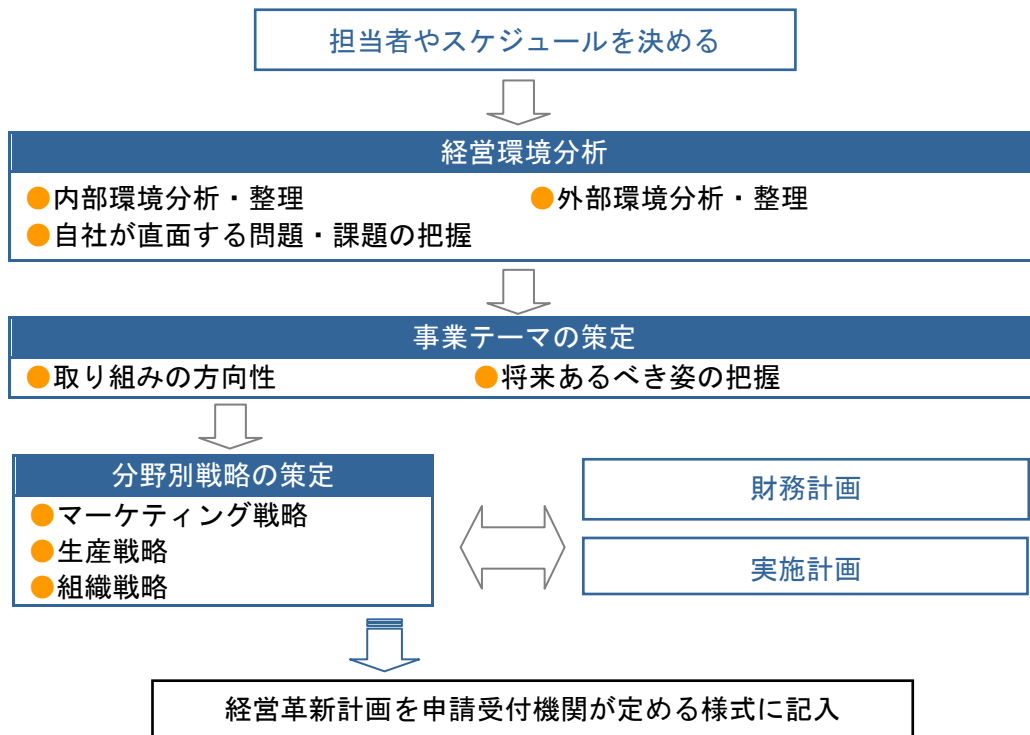 担当者やスケジュールを決める
経営環境分析
●内部環境分析・整理 ●外部環境分析・整理
●自社が直面する問題・課題の把握
事業テーマの策定
●取り組みの方向性 ●将来あるべき姿の把握
分野別戦略の策定
●マーケティング戦略
●生産戦略
●組織戦略
財務計画
実施計画
経営革新計画を申請受付機関が定める様式に記入